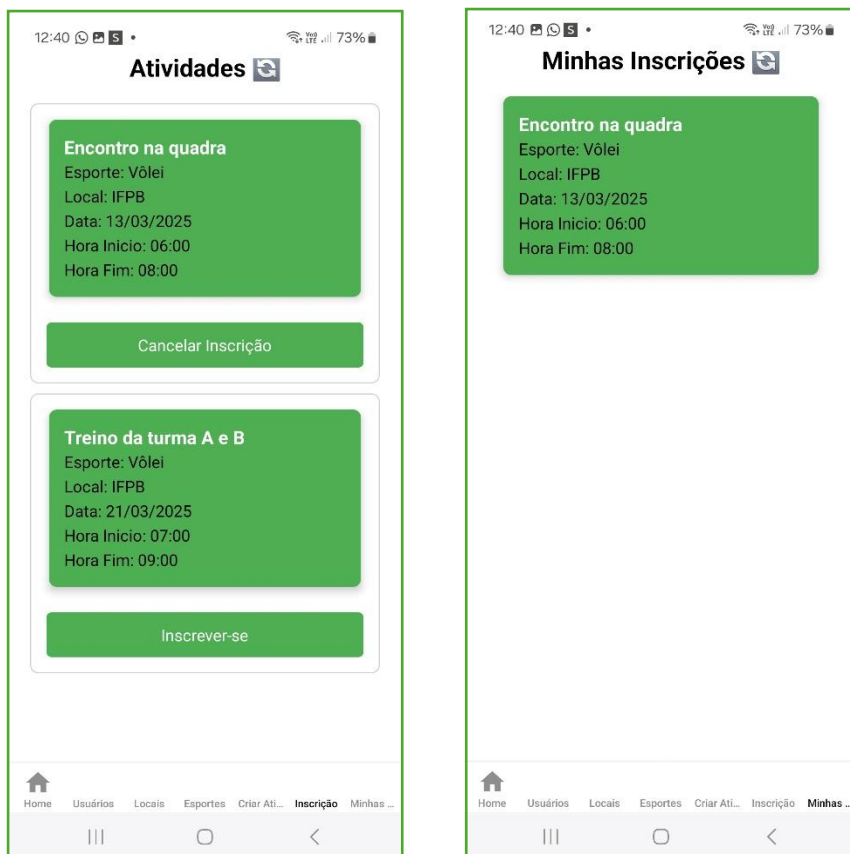 12:40 S • Vo) LTE 73%
Atividades
Encontro na quadra
Esporte: Vôlei
Local: IFPB
Data: 13/03/2025
Hora Inicio: 06:00
Hora Fim: 08:00
Cancelar Inscrição
Treino da turma A e B
Esporte: Vôlei
Local: IFPB
Data: 21/03/2025
Hora Inicio: 07:00
Hora Fim: 09:00
Inscrever-se
Home Usuários Locais Esportes Criar Ati... Inscrição Minhas ...
12:40 S • Vo) LTE 73%
Minhas Inscrições
Encontro na quadra
Esporte: Vôlei
Local: IFPB
Data: 13/03/2025
Hora Inicio: 06:00
Hora Fim: 08:00
Home Usuários Locais Esportes Criar Ati... Inscrição Minhas ...